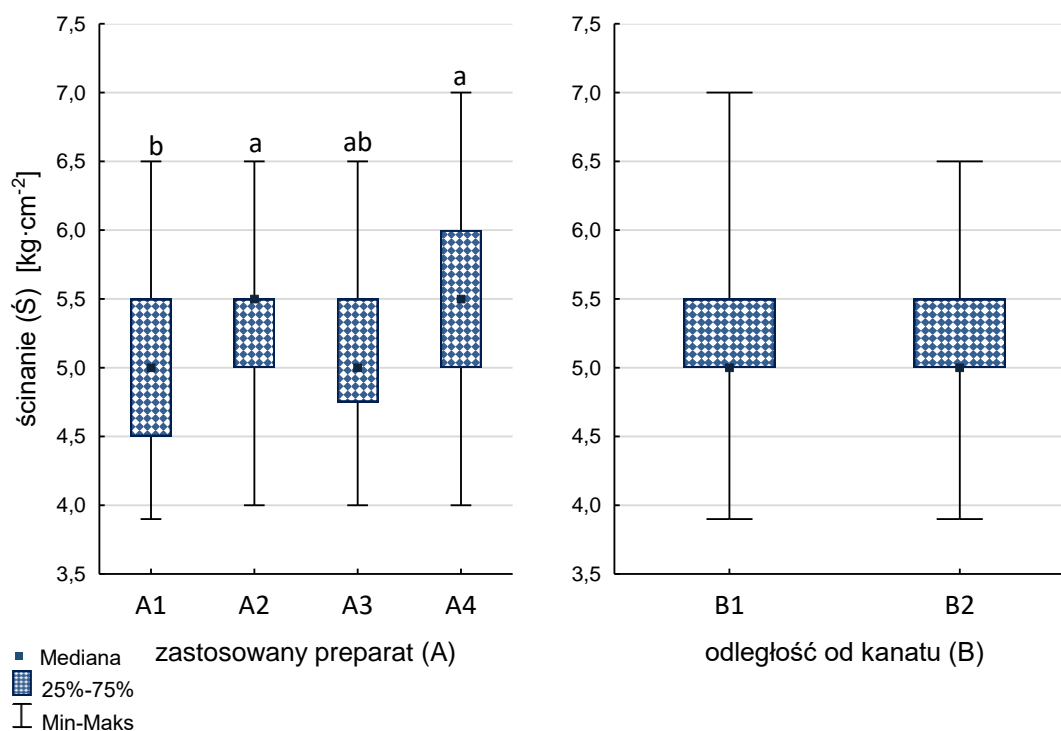 ścinanie (Ś) [kg·cm⁻²]
7,5
7,0
6,5
6,0
5,5
5,0
4,5
4,0
3,5
b
a
ab
a
A1 A2 A3 A4
zastosowany preparat (A)
7,5
7,0
6,5
6,0
5,5
5,0
4,5
4,0
3,5
B1 B2
odległość od kanatu (B)
Mediana
25%-75%
Min-Maks